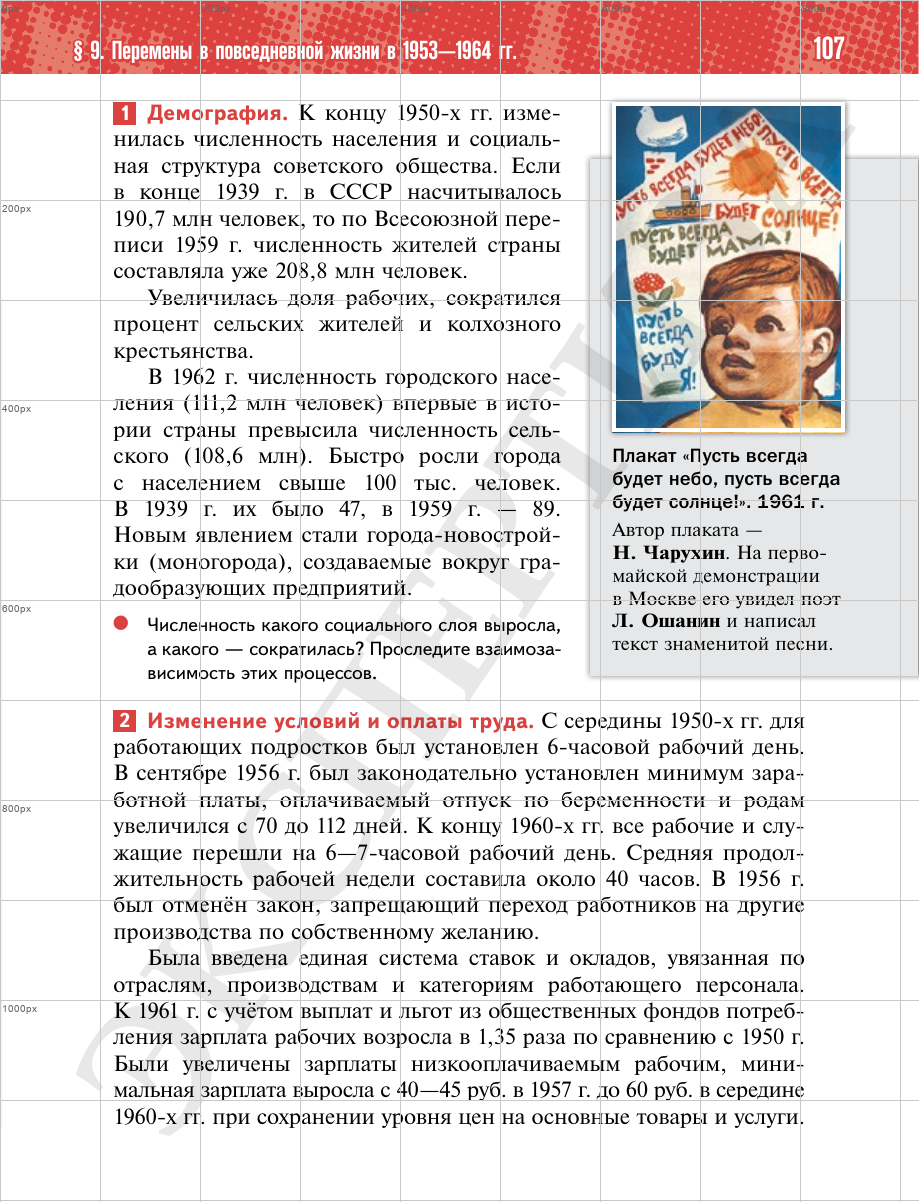 § 9. Перемены в повседневной жизни в 1953—1964 гг.
107
1 Демография. К концу 1950-х гг. изме-
нилась численность населения и социаль-
ная структура советского общества. Если
в конце 1939 г. в СССР насчитывалось
190,7 млн человек, то по Всесоюзной пере-
писи 1959 г. численность жителей страны
составляла уже 208,8 млн человек.
Увеличилась доля рабочих, сократился
процент сельских жителей и колхозного
крестьянства.
В 1962 г. численность городского насе-
ления (111,2 млн человек) впервые в исто-
рии страны превысила численность сель-
ского (108,6 млн). Быстро росли города
с населением свыше 100 тыс. человек.
В 1939 г. их было 47, в 1959 г. — 89.
Новым явлением стали города-новострой-
ки (моногорода), создаваемые вокруг гра-
дообразующих предприятий.
Численность какого социального слоя выросла,
а какого — сократилась? Проследите взаимоза-
висимость этих процессов.
ПУСТЬ ВСЕГДА БУДЕТ НЕБО, ПУСТЬ ВСЕГДА
БУДЕТ СОЛНЦЕ!
ПУСТЬ ВСЕГДА
БУДЕТ МАМА!
ПУСТЬ
ВСЕГДА
БУДУ
Я!
Плакат «Пусть всегда
будет небо, пусть всегда
будет солнце!». 1961 г.
Автор плаката —
Н. Чарухин. На перво-
майской демонстрации
в Москве его увидел поэт
Л. Ошанин и написал
текст знаменитой песни.
2 Изменение условий и оплаты труда. С середины 1950-х гг. для
работающих подростков был установлен 6-часовой рабочий день.
В сентябре 1956 г. был законодательно установлен минимум зара-
ботной платы, оплачиваемый отпуск по беременности и родам
увеличился с 70 до 112 дней. К концу 1960-х гг. все рабочие и слу-
жащие перешли на 6—7-часовой рабочий день. Средняя продол-
жительность рабочей недели составила около 40 часов. В 1956 г.
был отменён закон, запрещающий переход работников на другие
производства по собственному желанию.
Была введена единая система ставок и окладов, увязанная по
отраслям, производствам и категориям работающего персонала.
К 1961 г. с учётом выплат и льгот из общественных фондов потреб-
ления зарплата рабочих возросла в 1,35 раза по сравнению с 1950 г.
Были увеличены зарплаты низкооплачиваемым рабочим, мини-
мальная зарплата выросла с 40—45 руб. в 1957 г. до 60 руб. в середине
1960-х гг. при сохранении уровня цен на основные товары и услуги.
ЭКСПЕРТИЗА
200px
400px
600px
800px
1000px